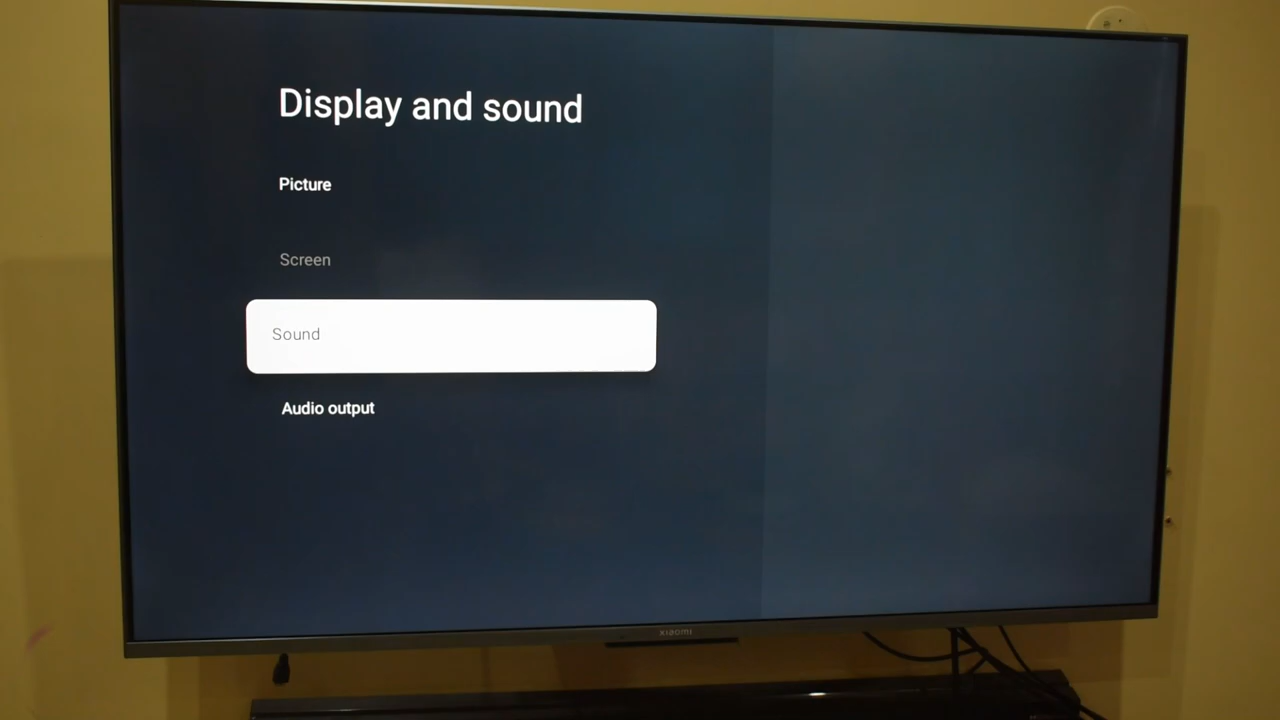 Display and sound
Picture
Screen
Sound
Audio output
xiaomi